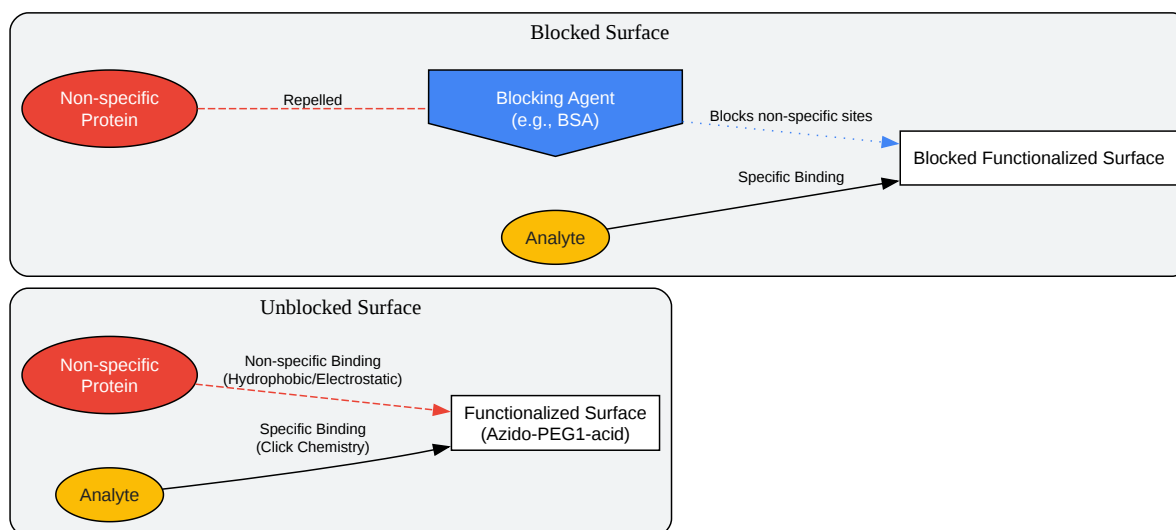 Blocked Surface
Non-specific
Protein
Repelled
Blocking Agent
(e.g., BSA)
Blocks non-specific sites
Blocked Functionalized Surface
Specific Binding
Analyte
Unblocked Surface
Non-specific
Protein
Non-specific Binding
(Hydrophobic/Electrostatic)
Functionalized Surface
(Azido-PEG1-acid)
Specific Binding
(Click Chemistry)
Analyte